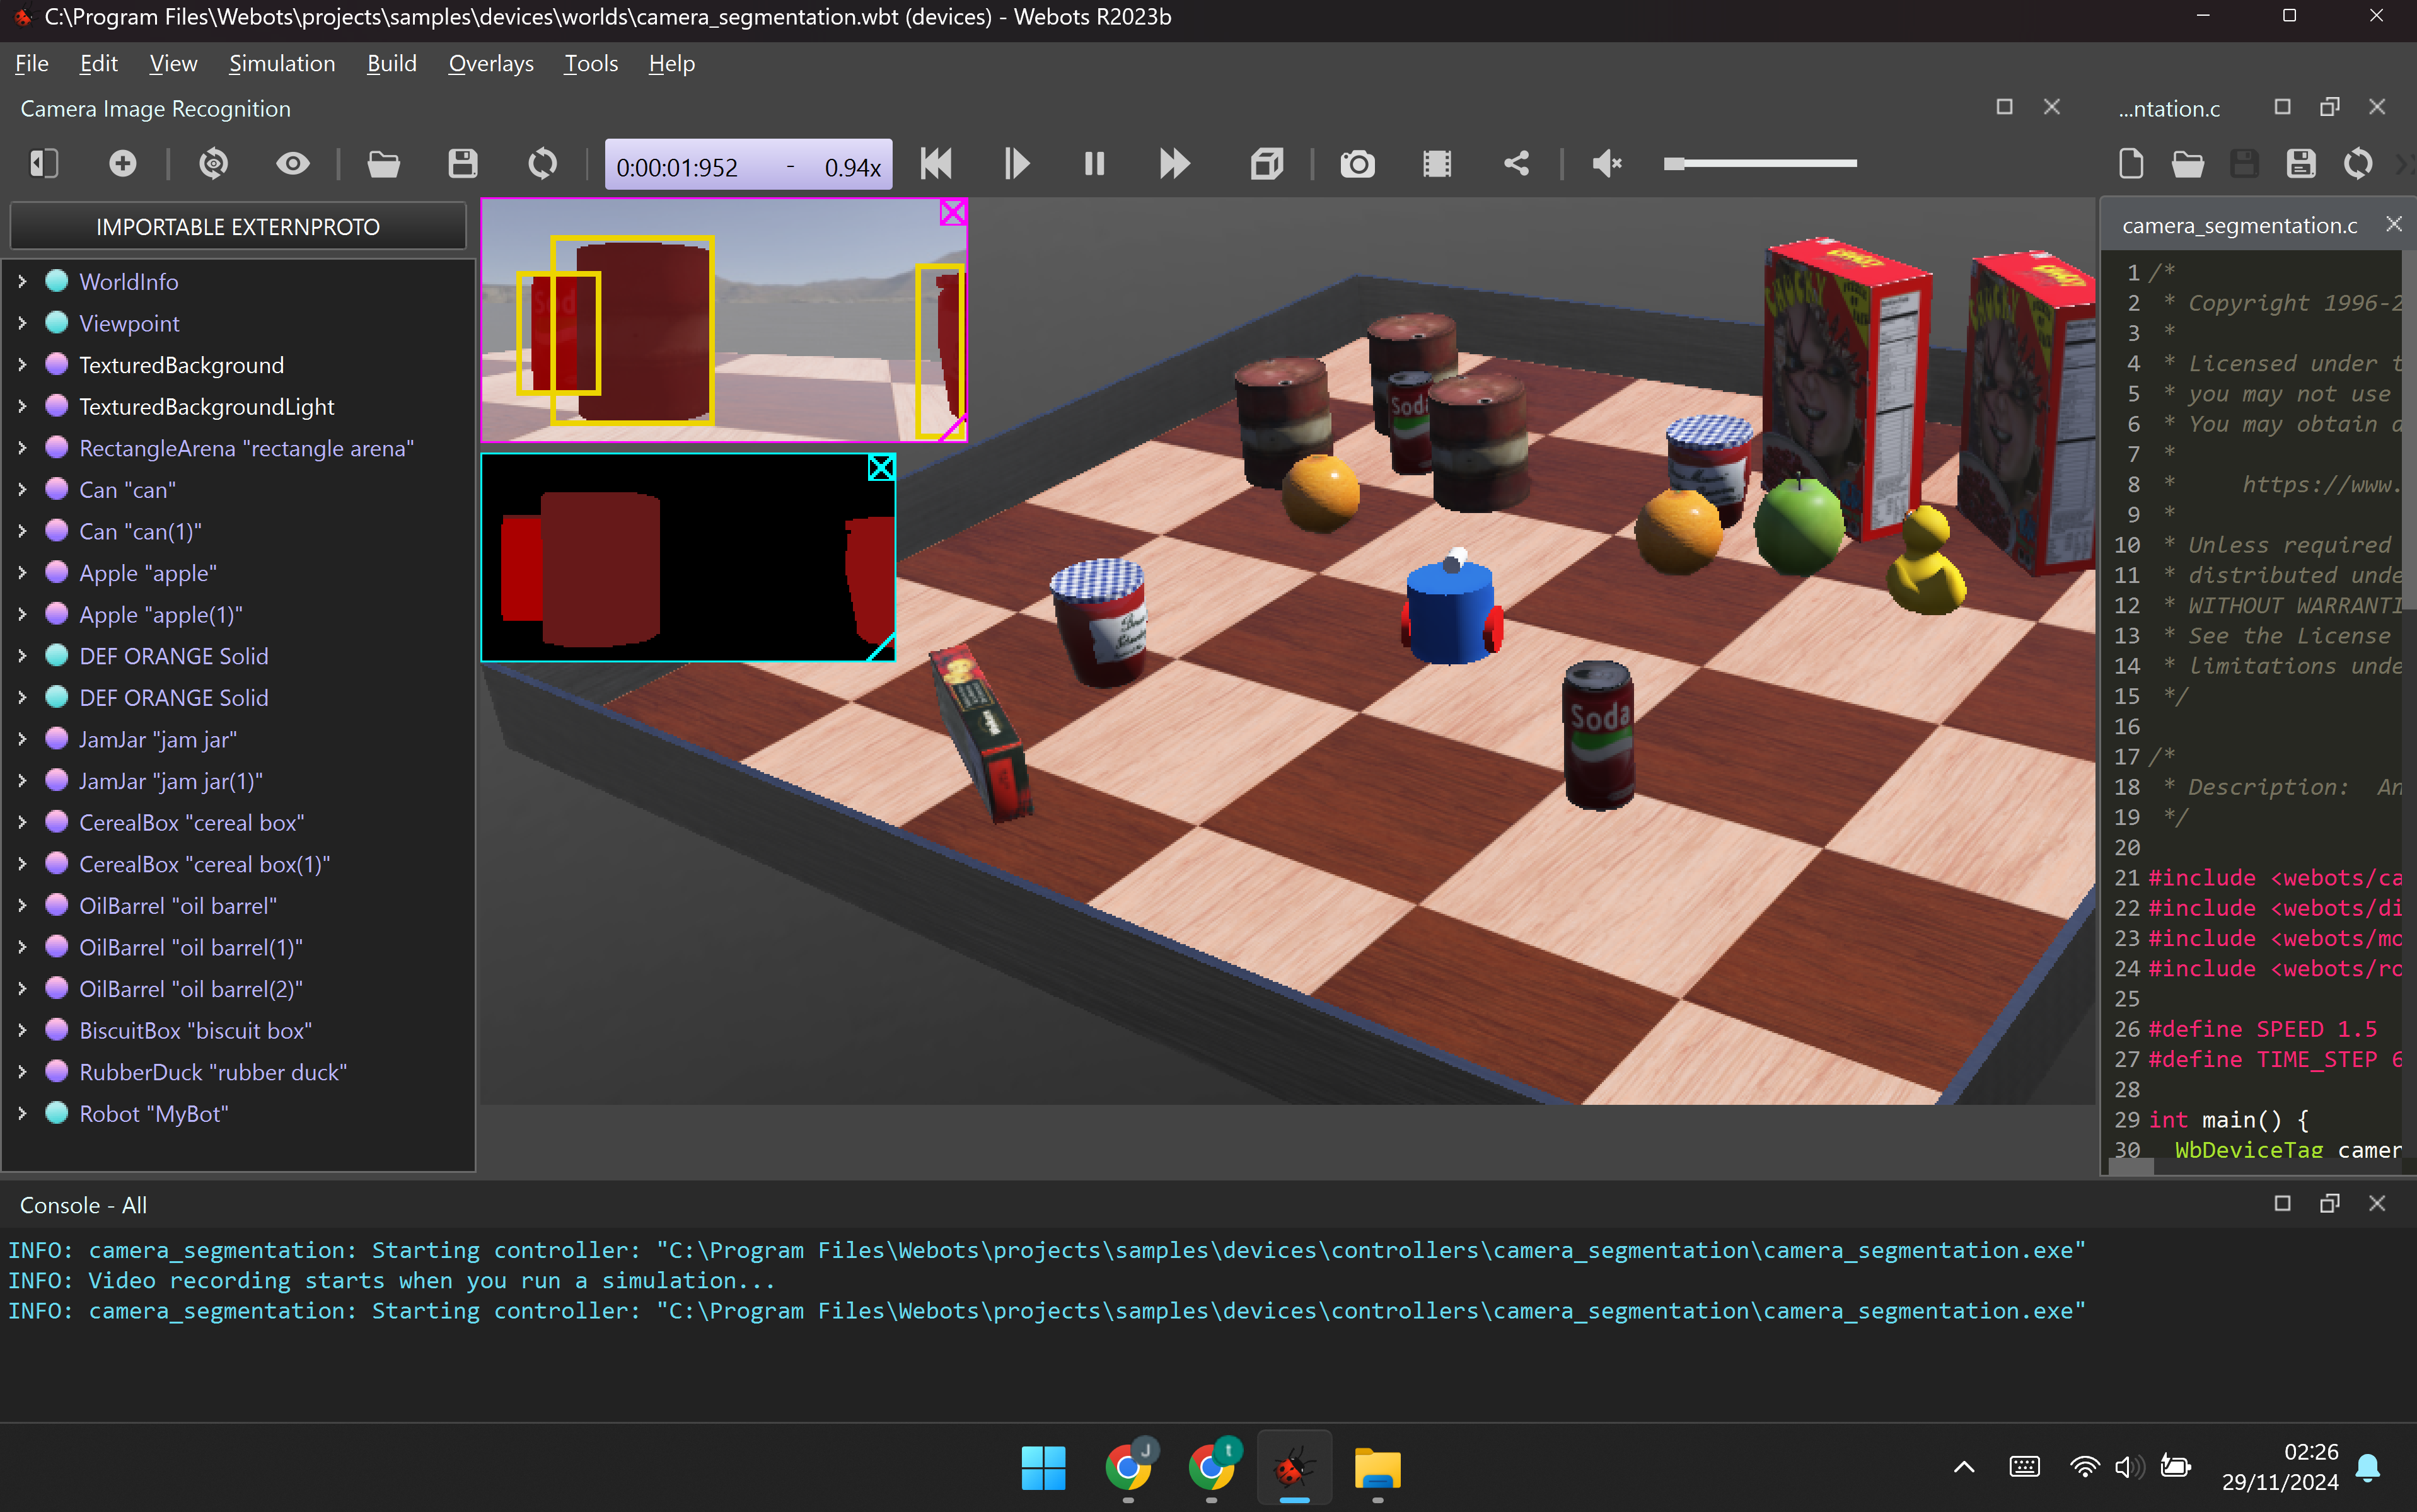 C:\Program Files\Webots\projects\samples\devices\worlds\camera_segmentation.wbt (devices) - Webots R2023b
File Edit View Simulation Build Overlays Tools Help
Camera Image Recognition
...ntation.c
0:00:01:952 - 0.94x
IMPORTABLE EXTERNPROTO
WorldInfo
Viewpoint
TexturedBackground
TexturedBackgroundLight
RectangleArena "rectangle arena"
Can "can"
Can "can(1)"
Apple "apple"
Apple "apple(1)"
DEF ORANGE Solid
DEF ORANGE Solid
JamJar "jam jar"
JamJar "jam jar(1)"
CerealBox "cereal box"
CerealBox "cereal box(1)"
OilBarrel "oil barrel"
OilBarrel "oil barrel(1)"
OilBarrel "oil barrel(2)"
BiscuitBox "biscuit box"
RubberDuck "rubber duck"
Robot "MyBot"
Soda
Soda
camera_segmentation.c
1 /*
2 * Copyright 1996-2
3 *
4 * Licensed under t
5 * you may not use
6 * You may obtain a
7 *
8 * https://www.
9 *
10 * Unless required
11 * distributed unde
12 * WITHOUT WARRANTI
13 * See the License
14 * limitations unde
15 */
16
17 /*
18 * Description: An
19 */
20
21 #include <webots/ca
22 #include <webots/di
23 #include <webots/mo
24 #include <webots/ro
25
26 #define SPEED 1.5
27 #define TIME_STEP 6
28
29 int main() {
30 WbDeviceTag camer
Console - All
INFO: camera_segmentation: Starting controller: "C:\Program Files\Webots\projects\samples\devices\controllers\camera_segmentation\camera_segmentation.exe"
INFO: Video recording starts when you run a simulation...
INFO: camera_segmentation: Starting controller: "C:\Program Files\Webots\projects\samples\devices\controllers\camera_segmentation\camera_segmentation.exe"
J
t
02:26
29/11/2024